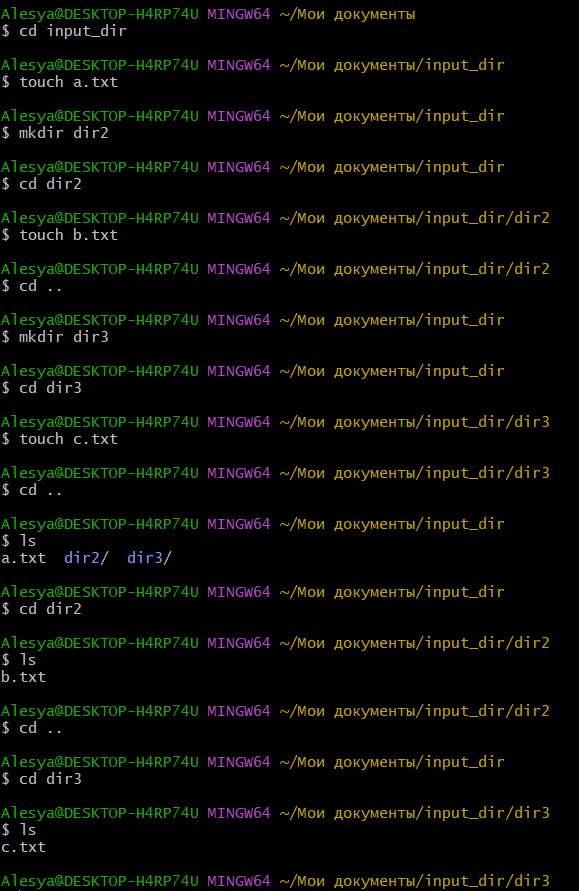 Alesya@DESKTOP-H4RP74U MINGW64 ~/Мои документы
$ cd input_dir
Alesya@DESKTOP-H4RP74U MINGW64 ~/Мои документы/input_dir
$ touch a.txt
Alesya@DESKTOP-H4RP74U MINGW64 ~/Мои документы/input_dir
$ mkdir dir2
Alesya@DESKTOP-H4RP74U MINGW64 ~/Мои документы/input_dir
$ cd dir2
Alesya@DESKTOP-H4RP74U MINGW64 ~/Мои документы/input_dir/dir2
$ touch b.txt
Alesya@DESKTOP-H4RP74U MINGW64 ~/Мои документы/input_dir/dir2
$ cd ..
Alesya@DESKTOP-H4RP74U MINGW64 ~/Мои документы/input_dir
$ mkdir dir3
Alesya@DESKTOP-H4RP74U MINGW64 ~/Мои документы/input_dir
$ cd dir3
Alesya@DESKTOP-H4RP74U MINGW64 ~/Мои документы/input_dir/dir3
$ touch c.txt
Alesya@DESKTOP-H4RP74U MINGW64 ~/Мои документы/input_dir/dir3
$ cd ..
Alesya@DESKTOP-H4RP74U MINGW64 ~/Мои документы/input_dir
$ ls
a.txt  dir2/  dir3/
Alesya@DESKTOP-H4RP74U MINGW64 ~/Мои документы/input_dir
$ cd dir2
Alesya@DESKTOP-H4RP74U MINGW64 ~/Мои документы/input_dir/dir2
$ ls
b.txt
Alesya@DESKTOP-H4RP74U MINGW64 ~/Мои документы/input_dir/dir2
$ cd ..
Alesya@DESKTOP-H4RP74U MINGW64 ~/Мои документы/input_dir
$ cd dir3
Alesya@DESKTOP-H4RP74U MINGW64 ~/Мои документы/input_dir/dir3
$ ls
c.txt
Alesya@DESKTOP-H4RP74U MINGW64 ~/Мои документы/input_dir/dir3